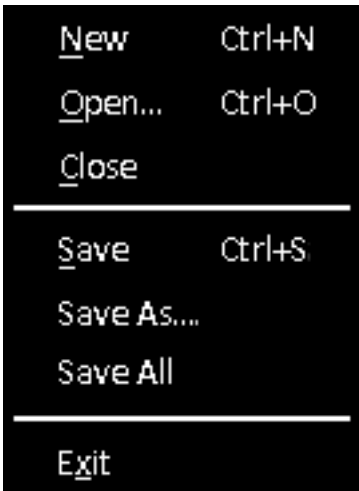 New Ctrl+N
Open... Ctrl+O
Close
Save Ctrl+S
Save As....
Save All
Exit